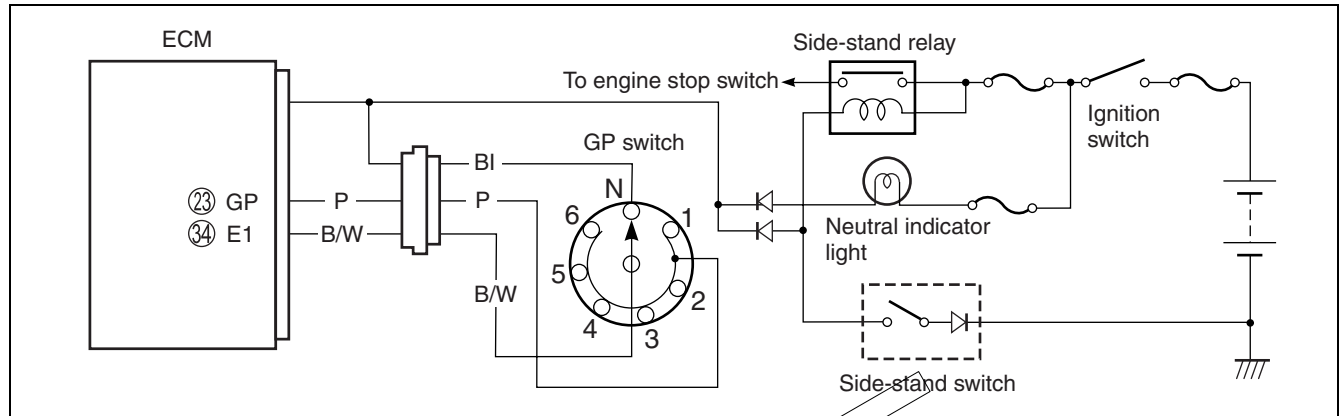 ECM
Side-stand relay
To engine stop switch
Ignition
switch
GP switch
BI
N
23 GP
P
P
6
1
34 E1
B/W
Neutral indicator
light
5
2
B/W
4
3
Side-stand switch